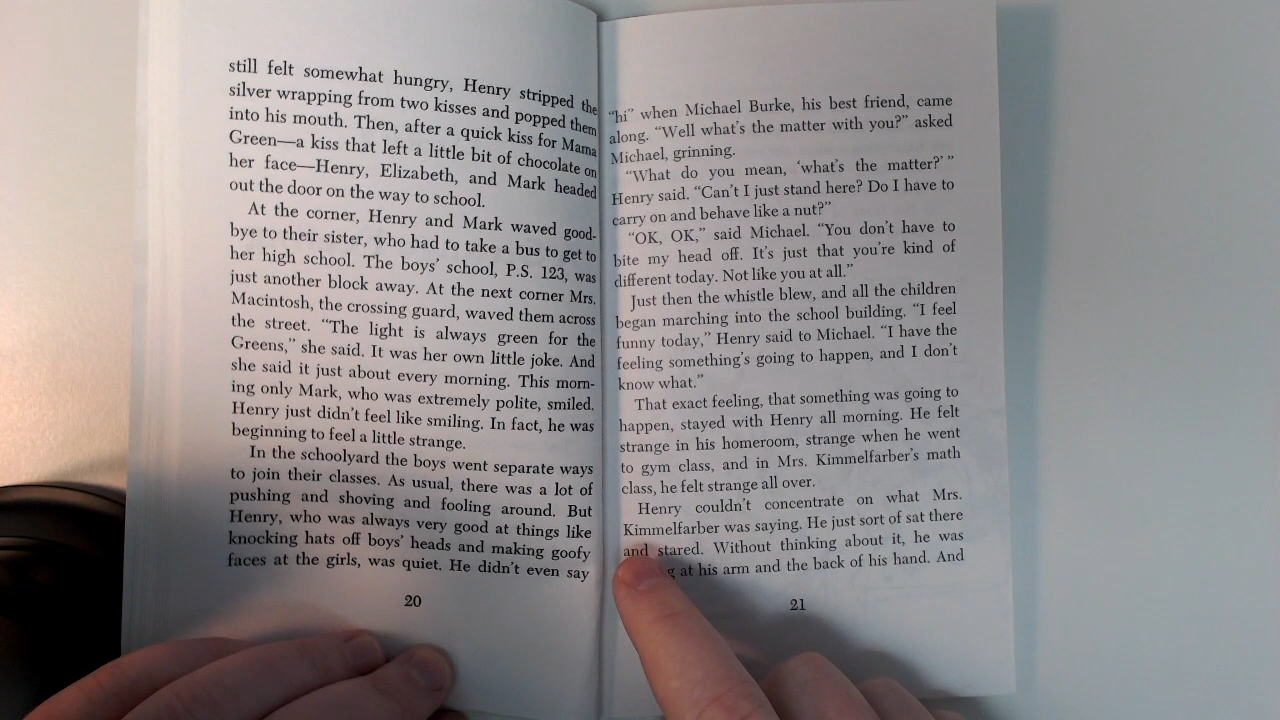 still felt somewhat hungry, Henry stripped the
silver wrapping from two kisses and popped them
into his mouth. Then, after a quick kiss for Mama
Green—a kiss that left a little bit of chocolate on
her face—Henry, Elizabeth, and Mark headed
out the door on the way to school.
At the corner, Henry and Mark waved good-
bye to their sister, who had to take a bus to get to
her high school. The boys’ school, P.S. 123, was
just another block away. At the next corner Mrs.
Macintosh, the crossing guard, waved them across
the street. “The light is always green for the
Greens,” she said. It was her own little joke. And
she said it just about every morning. This morn-
ing only Mark, who was extremely polite, smiled.
Henry just didn’t feel like smiling. In fact, he was
beginning to feel a little strange.
In the schoolyard the boys went separate ways
to join their classes. As usual, there was a lot of
pushing and shoving and fooling around. But
Henry, who was always very good at things like
knocking hats off boys’ heads and making goofy
faces at the girls, was quiet. He didn’t even say
20
“hi” when Michael Burke, his best friend, came
along. “Well what’s the matter with you?” asked
Michael, grinning.
“What do you mean, ‘what’s the matter?’ ”
Henry said. “Can’t I just stand here? Do I have to
carry on and behave like a nut?”
“OK, OK,” said Michael. “You don’t have to
bite my head off. It’s just that you’re kind of
different today. Not like you at all.”
Just then the whistle blew, and all the children
began marching into the school building. “I feel
funny today,” Henry said to Michael. “I have the
feeling something’s going to happen, and I don’t
know what.”
That exact feeling, that something was going to
happen, stayed with Henry all morning. He felt
strange in his homeroom, strange when he went
to gym class, and in Mrs. Kimmelfarber’s math
class, he felt strange all over.
Henry couldn’t concentrate on what Mrs.
Kimmelfarber was saying. He just sort of sat there
and stared. Without thinking about it, he was
at his arm and the back of his hand. And
21